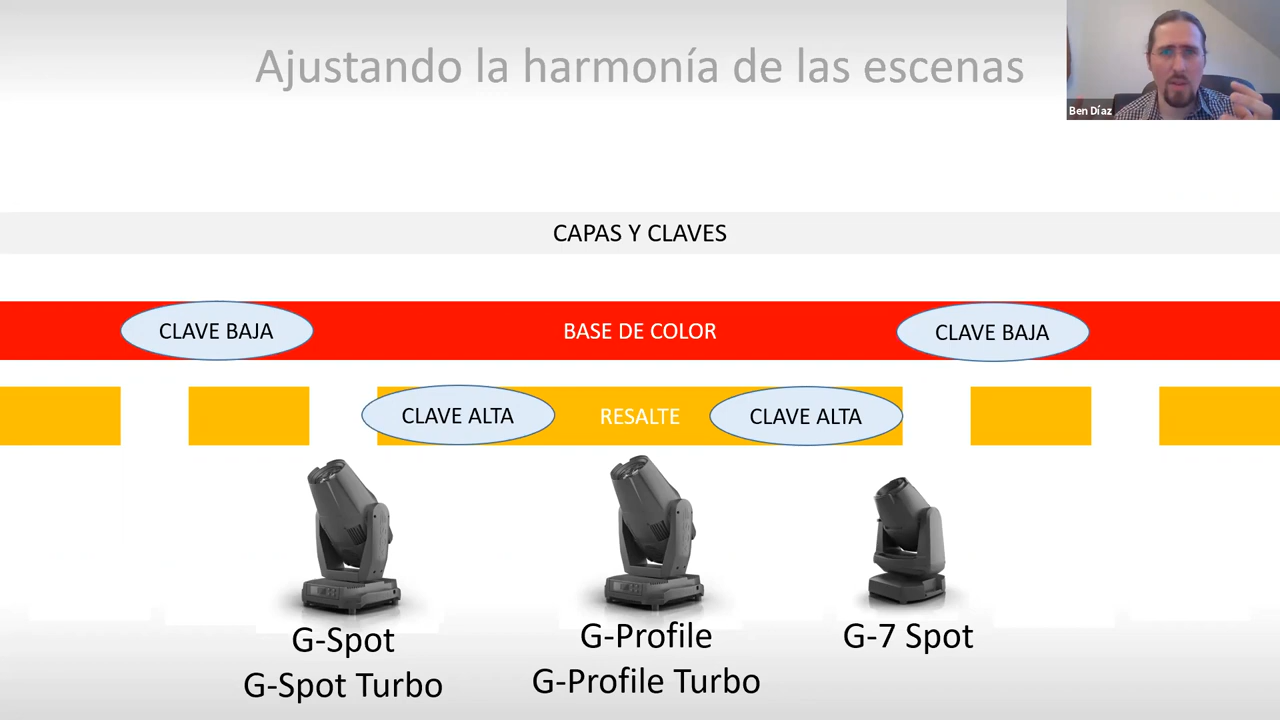 Ajustando la harmonía de las escenas
Ben Díaz
CAPAS Y CLAVES
CLAVE BAJA
BASE DE COLOR
CLAVE BAJA
CLAVE ALTA
RESALTE
CLAVE ALTA
G-Spot
G-Spot Turbo
G-Profile
G-Profile Turbo
G-7 Spot